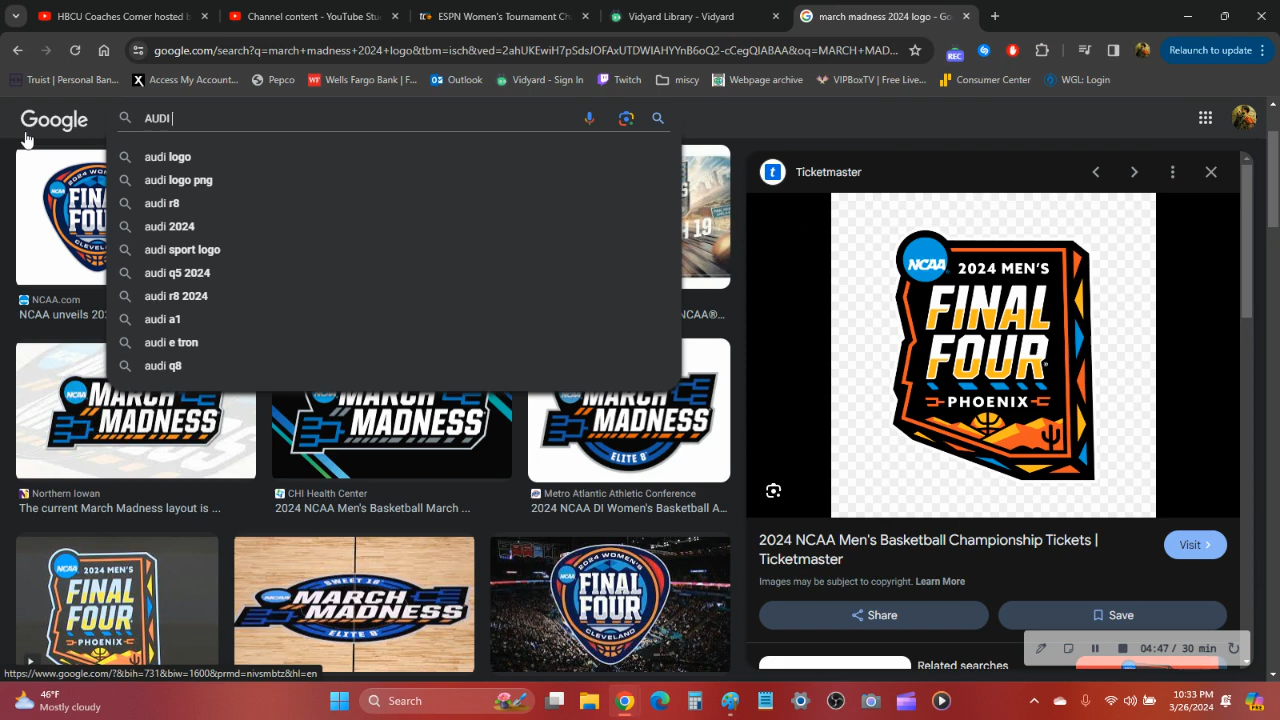 HBCU Coaches Corner hosted b
Channel content - YouTube Stu
ESPN Women's Tournament Ch
Vidyard Library - Vidyard
march madness 2024 logo - Go
google.com/search?q=march+madness+2024+logo&tbm=isch&ved=2ahUKEwiH7pSdsJOFAxUTDWIAHYYnB6oQ2-cCegQIABAA&oq=MARCH+MAD...
REC
Relaunch to update
Truist | Personal Ban...
Access My Account...
Pepco
Wells Fargo Bank | F...
Outlook
Vidyard - Sign In
Twitch
miscy
Webpage archive
VIPBoxTV | Free Live...
Consumer Center
WGL: Login
Google
AUDI
audi logo
audi logo png
audi r8
audi 2024
audi sport logo
audi q5 2024
audi r8 2024
audi a1
audi e tron
audi q8
NCAA.com
NCAA unveils 202
19
NCAA®...
MARCH
MADNESS
MARCH
MADNESS
MARCH
MADNESS
ELITE 8
Northern Iowan
The current March Madness layout is ...
CHI Health Center
2024 NCAA Men's Basketball March ...
Metro Atlantic Athletic Conference
2024 NCAA DI Women's Basketball A...
NCAA
2024 MEN'S
FINAL
FOUR
PHOENIX
SWEET 16
NCAA
MARCH
MADNESS
ELITE 8
2024 WOMEN'S
NCAA
FINAL
FOUR
CLEVELAND
Ticketmaster
NCAA
2024 MEN'S
FINAL
FOUR
PHOENIX
2024 NCAA Men's Basketball Championship Tickets |
Ticketmaster
Visit
Images may be subject to copyright. Learn More
Share
Save
Related searches
04:47 / 30 min
https://www.google.com/?&bih=731&biw=1600&prmd=nivsmbtz&hl=en
46°F
Mostly cloudy
Search
10:33 PM
3/26/2024